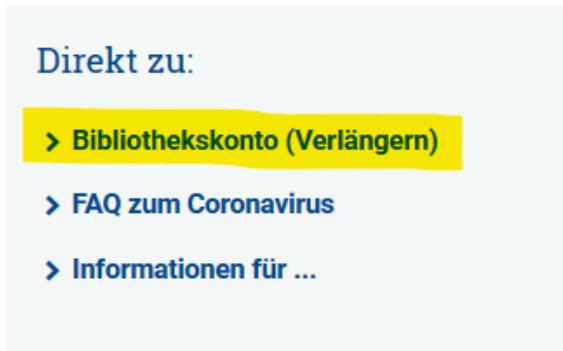 Direkt zu:
Bibliothekskonto (Verlängern)
FAQ zum Coronavirus
Informationen für ...